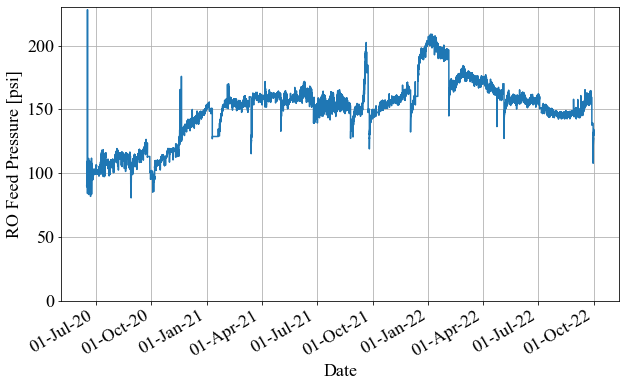 RO Feed Pressure [psi]
200
150
100
50
0
01-Jul-20
01-Oct-20
01-Jan-21
01-Apr-21
01-Jul-21
01-Oct-21
01-Jan-22
01-Apr-22
01-Jul-22
01-Oct-22
Date